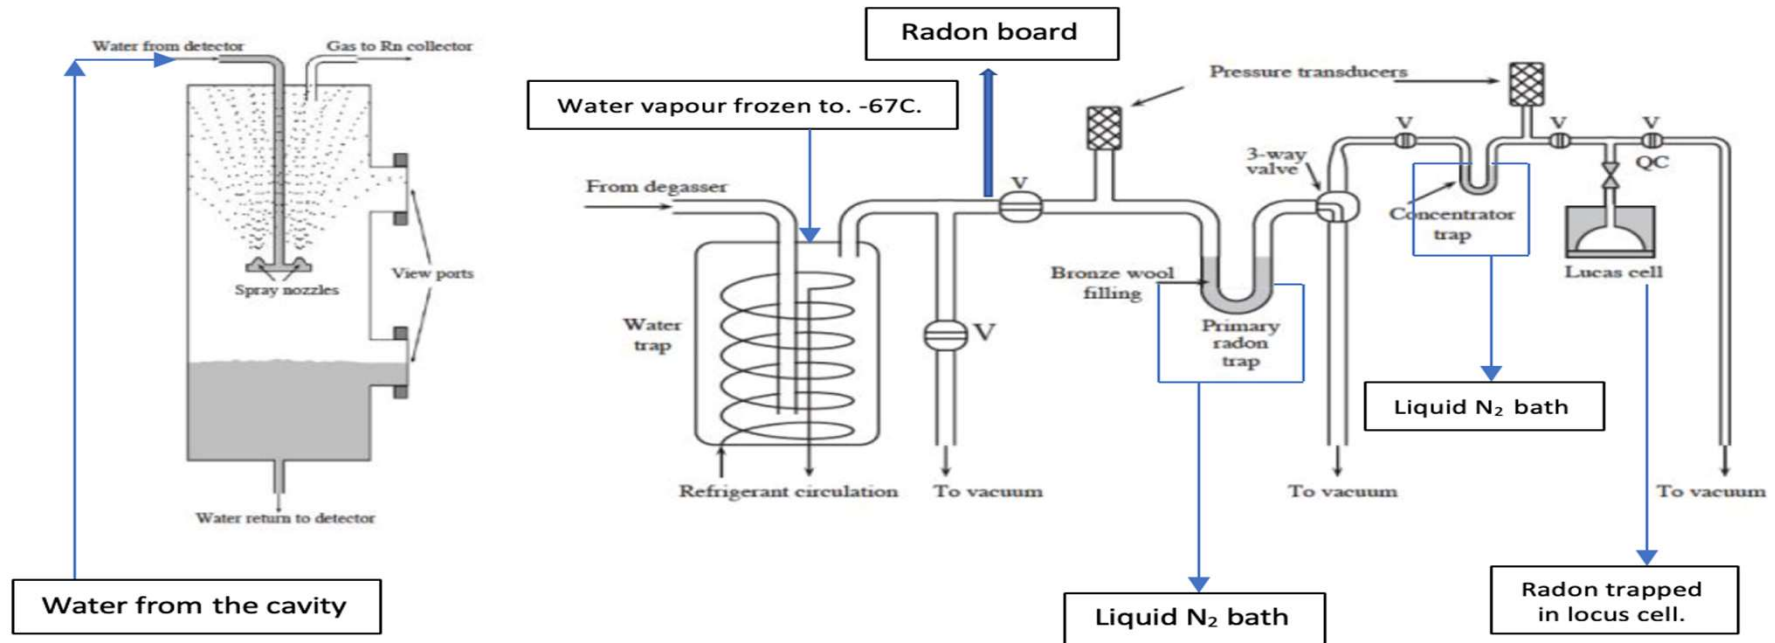 Water from detector
Gas to Rn collector
View ports
Spray nozzles
Water return to detector
Water from the cavity
Radon board
Water vapour frozen to. -67C.
Pressure transducers
From degasser
V
3-way
valve
V
V
V
QC
Concentrator
trap
Lucas cell
Bronze wool
filling
Primary
radon
trap
Water
trap
V
Refrigerant circulation
To vacuum
To vacuum
To vacuum
Liquid N₂ bath
Liquid N₂ bath
Radon trapped
in locus cell.